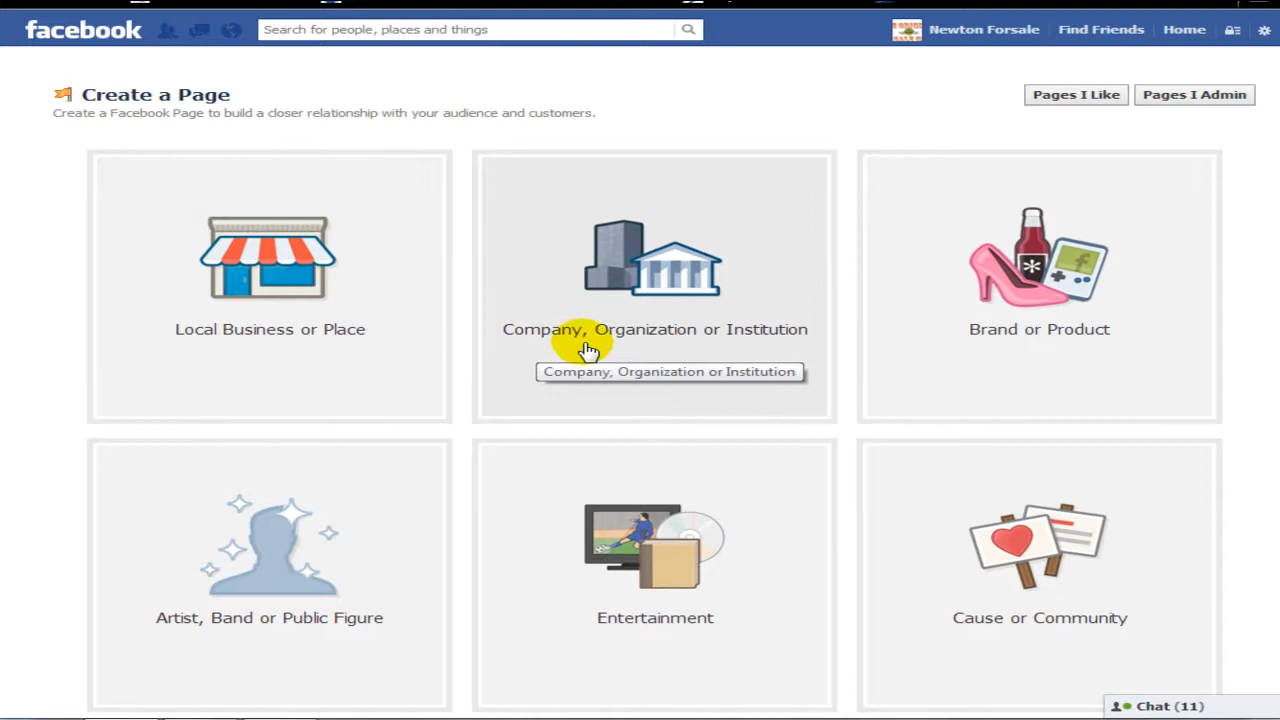 facebook
Search for people, places and things
Newton Forsale
Find Friends
Home
Create a Page
Create a Facebook Page to build a closer relationship with your audience and customers.
Pages I Like
Pages I Admin
Local Business or Place
Company, Organization or Institution
Brand or Product
Company, Organization or Institution
Artist, Band or Public Figure
Entertainment
Cause or Community
Chat (11)